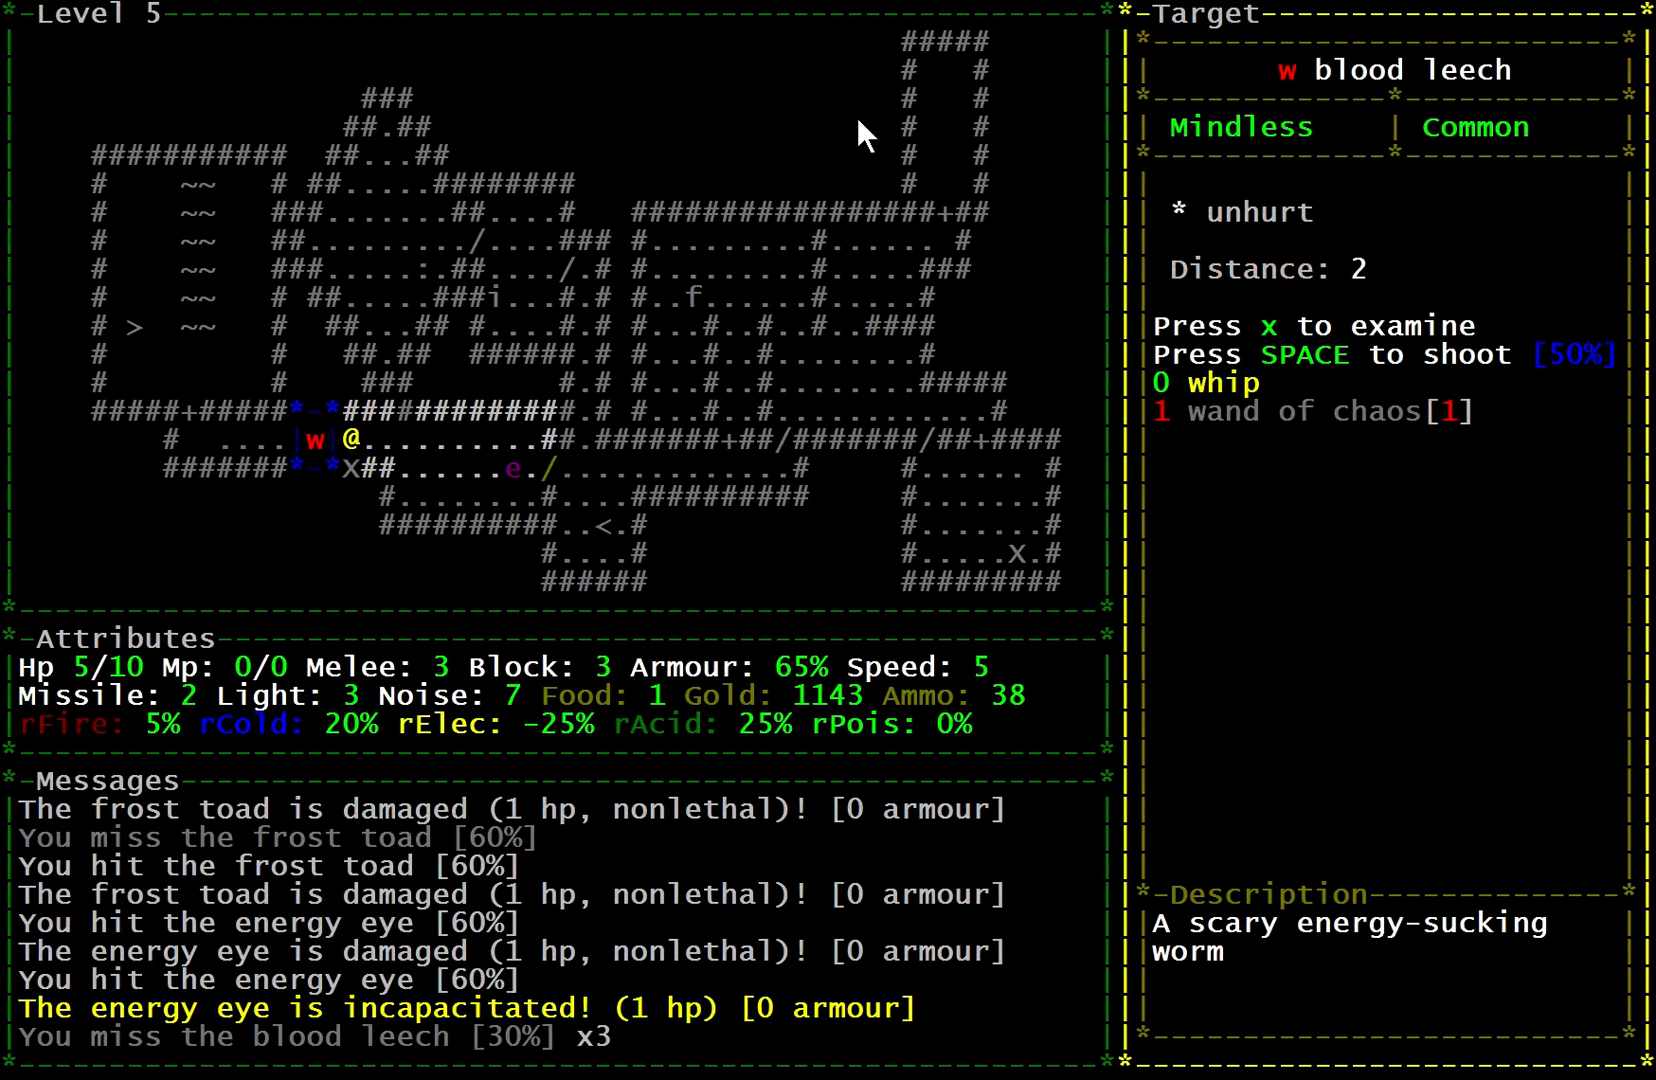 Level 5
#####
# #
### # #
##.## # #
########### ##...## # #
# ~~ # ##.....######## # #
# ~~ ###.......##....# #################+##
# ~~ ##........./....### #.........#...... #
# ~~ ###.....:.##..../.# #.........#.....###
# ~~ # ##.....###i...#.# #..f......#.....#
# > ~~ # ##...## #....#.# #...#..#..#..####
# # ##.## ######.# #...#..#........#
# # ### #.# #...#..#........#####
#####+#####*-*#############.# #...#..#............#
# ....|w|@..........##.#######+##/#######/##+####
#######*-*x##......e./.............# #...... #
#........#....########## #.......#
##########..<.# #.......#
#....# #.....x.#
###### #########
Attributes
Hp 5/10 Mp: 0/0 Melee: 3 Block: 3 Armour: 65% Speed: 5
Missile: 2 Light: 3 Noise: 7 Food: 1 Gold: 1143 Ammo: 38
rFire: 5% rCold: 20% rElec: -25% rAcid: 25% rPois: 0%
Messages
The frost toad is damaged (1 hp, nonlethal)! [0 armour]
You miss the frost toad [60%]
You hit the frost toad [60%]
The frost toad is damaged (1 hp, nonlethal)! [0 armour]
You hit the energy eye [60%]
The energy eye is damaged (1 hp, nonlethal)! [0 armour]
You hit the energy eye [60%]
The energy eye is incapacitated! (1 hp) [0 armour]
You miss the blood leech [30%] x3
Target
w blood leech
Mindless | Common
* unhurt
Distance: 2
Press x to examine
Press SPACE to shoot [50%]
0 whip
1 wand of chaos[1]
Description
A scary energy-sucking
worm